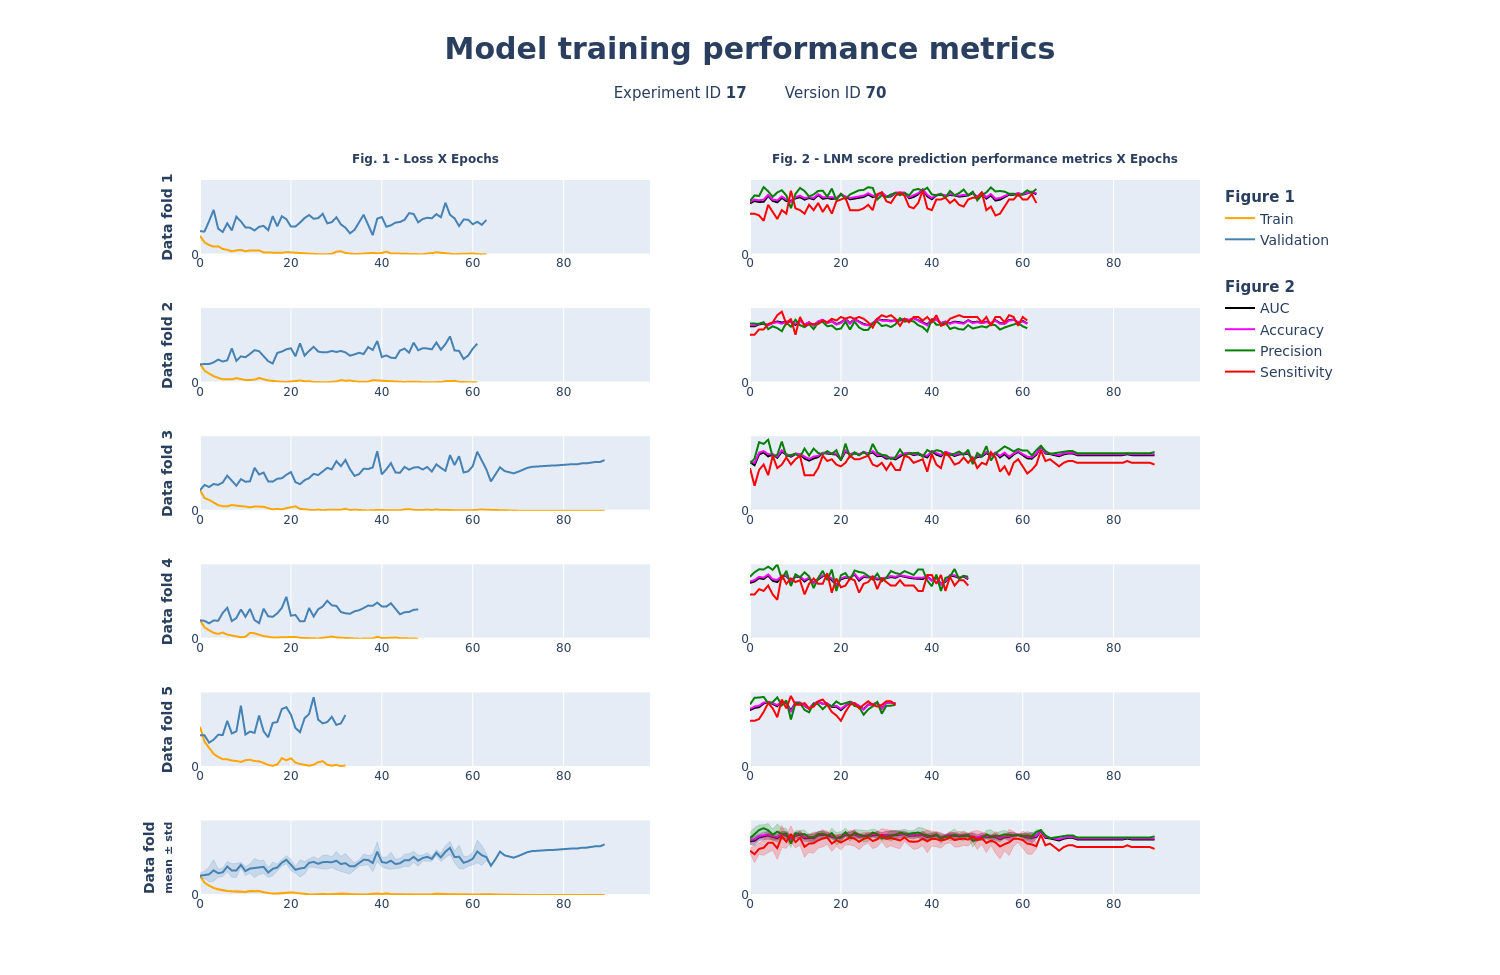 Model training performance metrics
Experiment ID 17 Version ID 70
Fig. 1 - Loss X Epochs
Fig. 2 - LNM score prediction performance metrics X Epochs
Data fold 1
0
0 20 40 60 80
0
0 20 40 60 80
Figure 1
Train
Validation
Figure 2
AUC
Accuracy
Precision
Sensitivity
Data fold 2
0
0 20 40 60 80
0
0 20 40 60 80
Data fold 3
0
0 20 40 60 80
0
0 20 40 60 80
Data fold 4
0
0 20 40 60 80
0
0 20 40 60 80
Data fold 5
0
0 20 40 60 80
0
0 20 40 60 80
Data fold
mean ± std
0
0 20 40 60 80
0
0 20 40 60 80